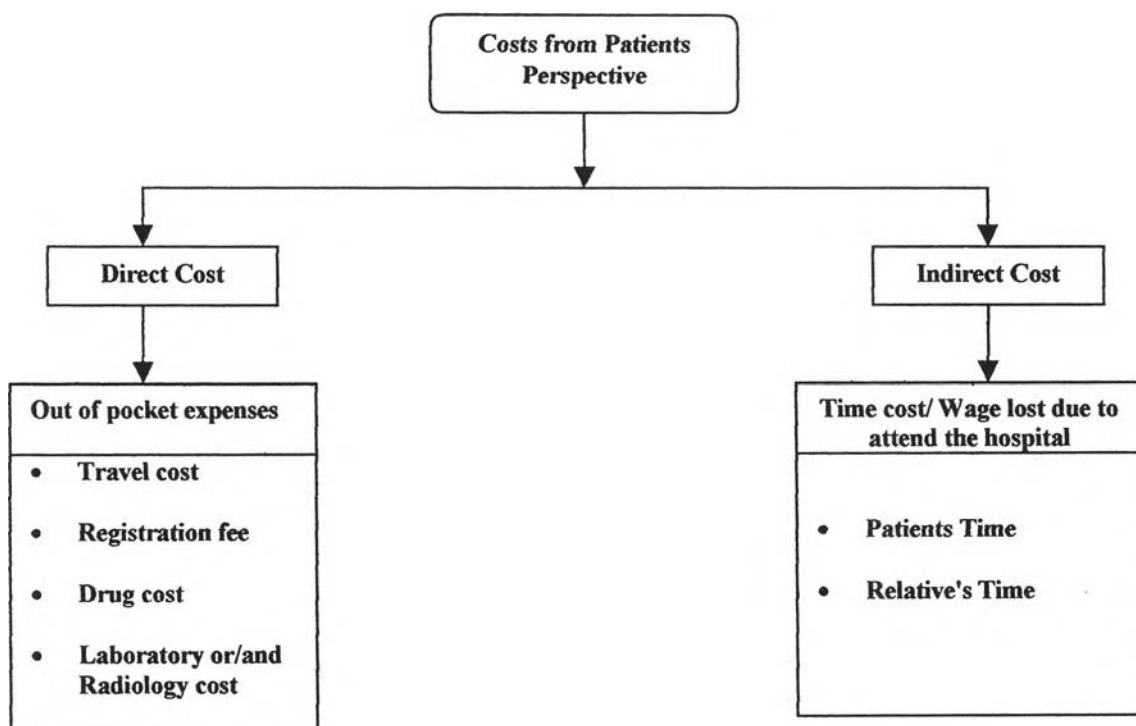 Costs from Patients
Perspective
Direct Cost
Indirect Cost
Out of pocket expenses
• Travel cost
• Registration fee
• Drug cost
• Laboratory or/and
Radiology cost
Time cost/ Wage lost due to
attend the hospital
• Patients Time
• Relative's Time